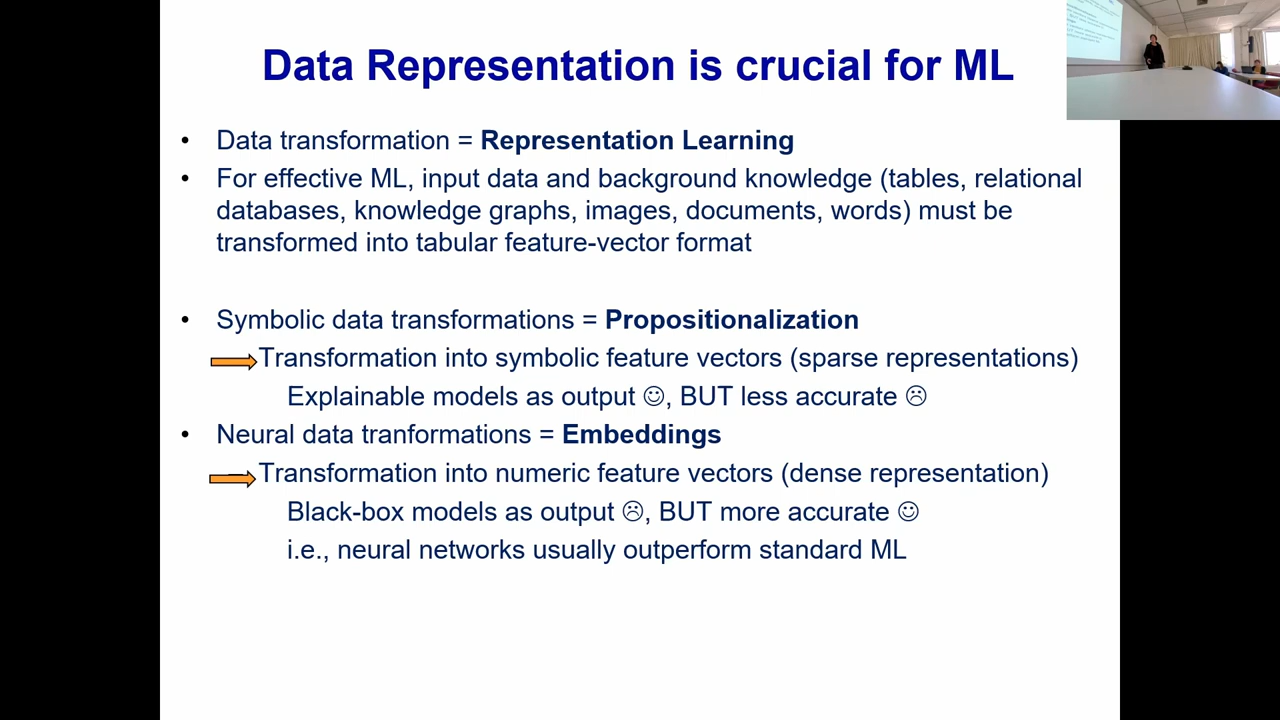 Data Representation is crucial for ML
• Data transformation = Representation Learning
• For effective ML, input data and background knowledge (tables, relational
databases, knowledge graphs, images, documents, words) must be
transformed into tabular feature-vector format
• Symbolic data transformations = Propositionalization
Transformation into symbolic feature vectors (sparse representations)
Explainable models as output ☺, BUT less accurate ☹
• Neural data tranformations = Embeddings
Transformation into numeric feature vectors (dense representation)
Black-box models as output ☹, BUT more accurate ☺
i.e., neural networks usually outperform standard ML